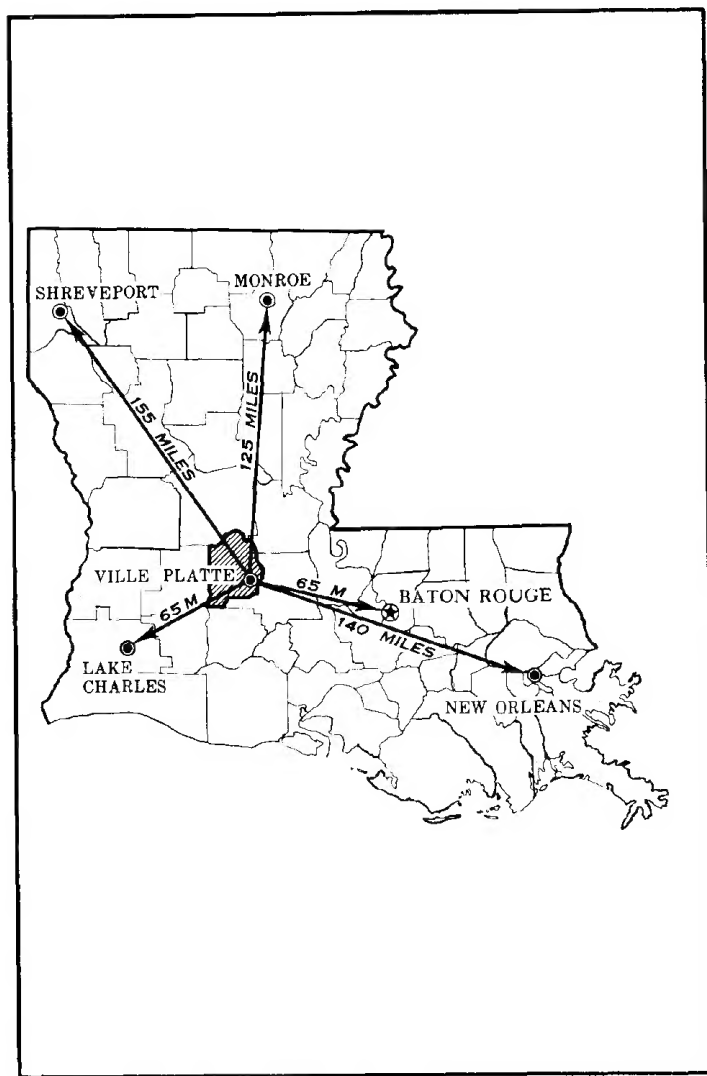 MONROE
SHREVEPORT
155 MILES
125 MILES
VILLE PLATTE
65 M
BATON ROUGE
65 M
140 MILES
LAKE
CHARLES
NEW ORLEANS